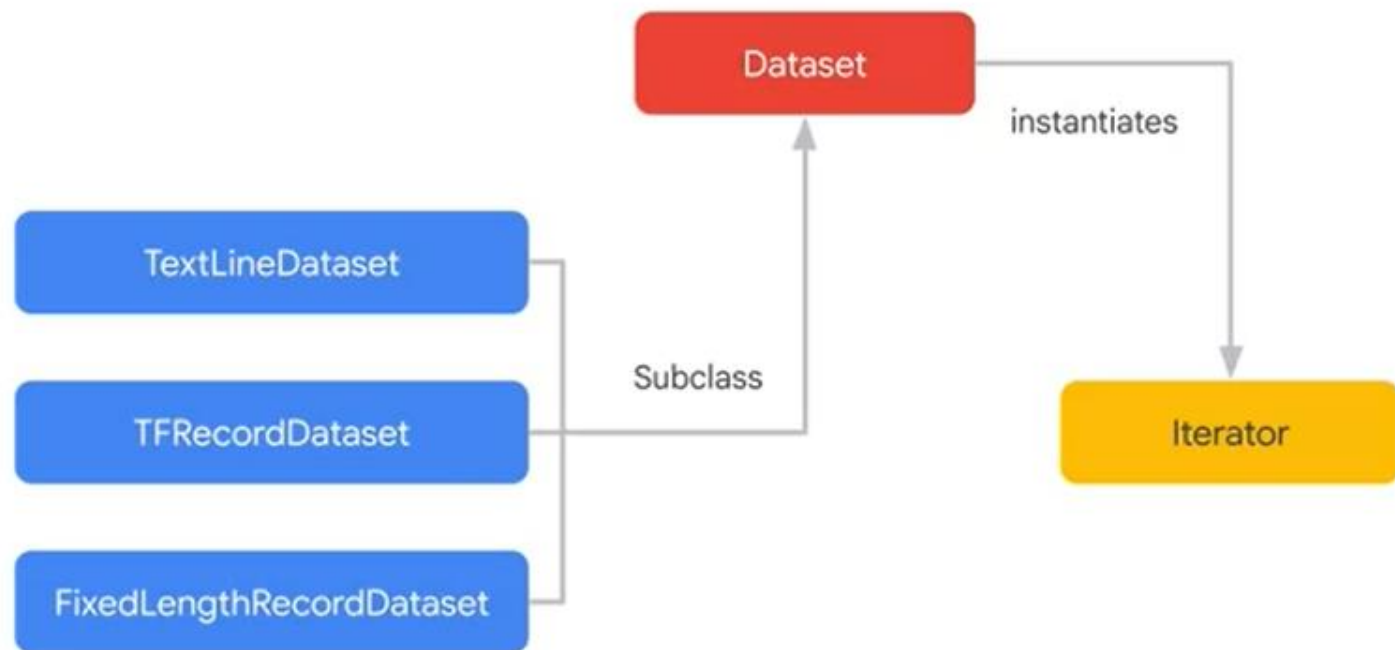 Dataset
instantiates
TextLineDataset
Subclass
TFRecordDataset
Iterator
FixedLengthRecordDataset